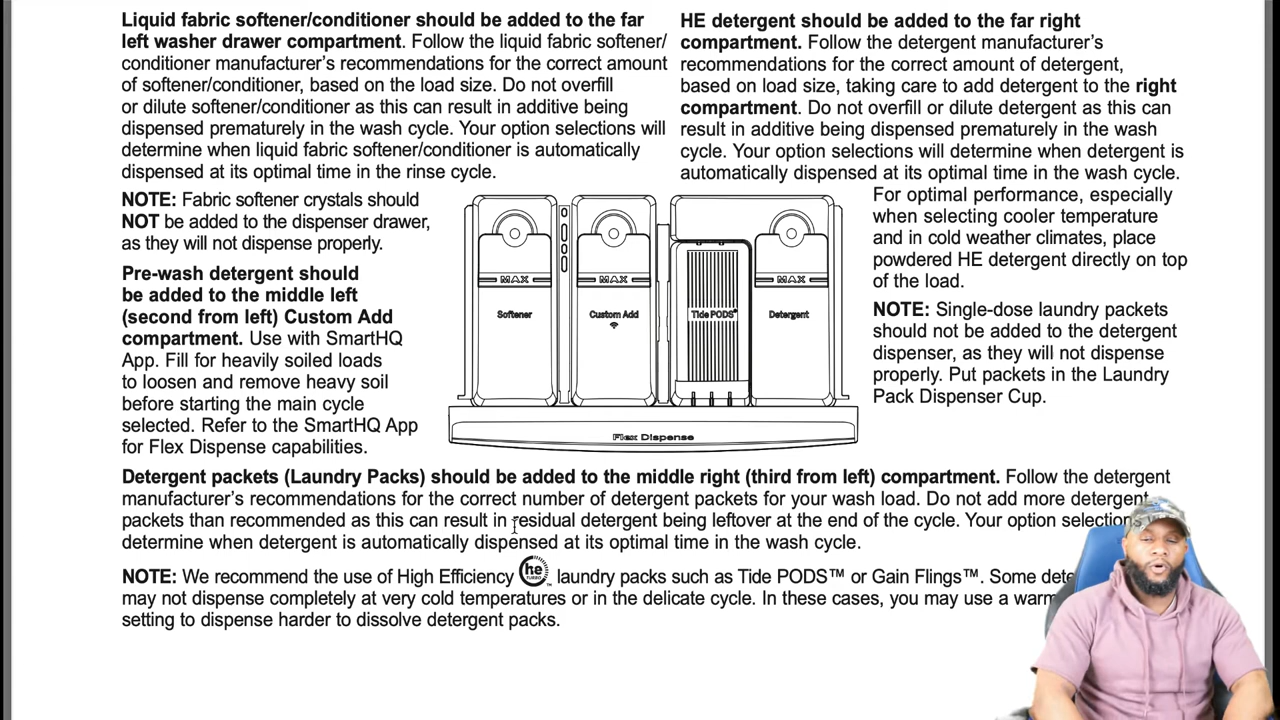 Liquid fabric softener/conditioner should be added to the far
left washer drawer compartment. Follow the liquid fabric softener/
conditioner manufacturer's recommendations for the correct amount
of softener/conditioner, based on the load size. Do not overfill
or dilute softener/conditioner as this can result in additive being
dispensed prematurely in the wash cycle. Your option selections will
determine when liquid fabric softener/conditioner is automatically
dispensed at its optimal time in the rinse cycle.
NOTE: Fabric softener crystals should
NOT be added to the dispenser drawer,
as they will not dispense properly.
Pre-wash detergent should
be added to the middle left
(second from left) Custom Add
compartment. Use with SmartHQ
App. Fill for heavily soiled loads
to loosen and remove heavy soil
before starting the main cycle
selected. Refer to the SmartHQ App
for Flex Dispense capabilities.
HE detergent should be added to the far right
compartment. Follow the detergent manufacturer's
recommendations for the correct amount of detergent,
based on load size, taking care to add detergent to the right
compartment. Do not overfill or dilute detergent as this can
result in additive being dispensed prematurely in the wash
cycle. Your option selections will determine when detergent is
automatically dispensed at its optimal time in the wash cycle.
For optimal performance, especially
when selecting cooler temperature
and in cold weather climates, place
powdered HE detergent directly on top
of the load.
NOTE: Single-dose laundry packets
should not be added to the detergent
dispenser, as they will not dispense
properly. Put packets in the Laundry
Pack Dispenser Cup.
MAX MAX MAX
Softener Custom Add Tide PODS® Detergent
Flex Dispense
Detergent packets (Laundry Packs) should be added to the middle right (third from left) compartment. Follow the detergent
manufacturer's recommendations for the correct number of detergent packets for your wash load. Do not add more detergent
packets than recommended as this can result in residual detergent being leftover at the end of the cycle. Your option
determine when detergent is automatically dispensed at its optimal time in the wash cycle.
NOTE: We recommend the use of High Efficiency he TURBO ™ laundry packs such as Tide PODS™ or Gain Flings™. Some
may not dispense completely at very cold temperatures or in the delicate cycle. In these cases, you may use a
setting to dispense harder to dissolve detergent packs.